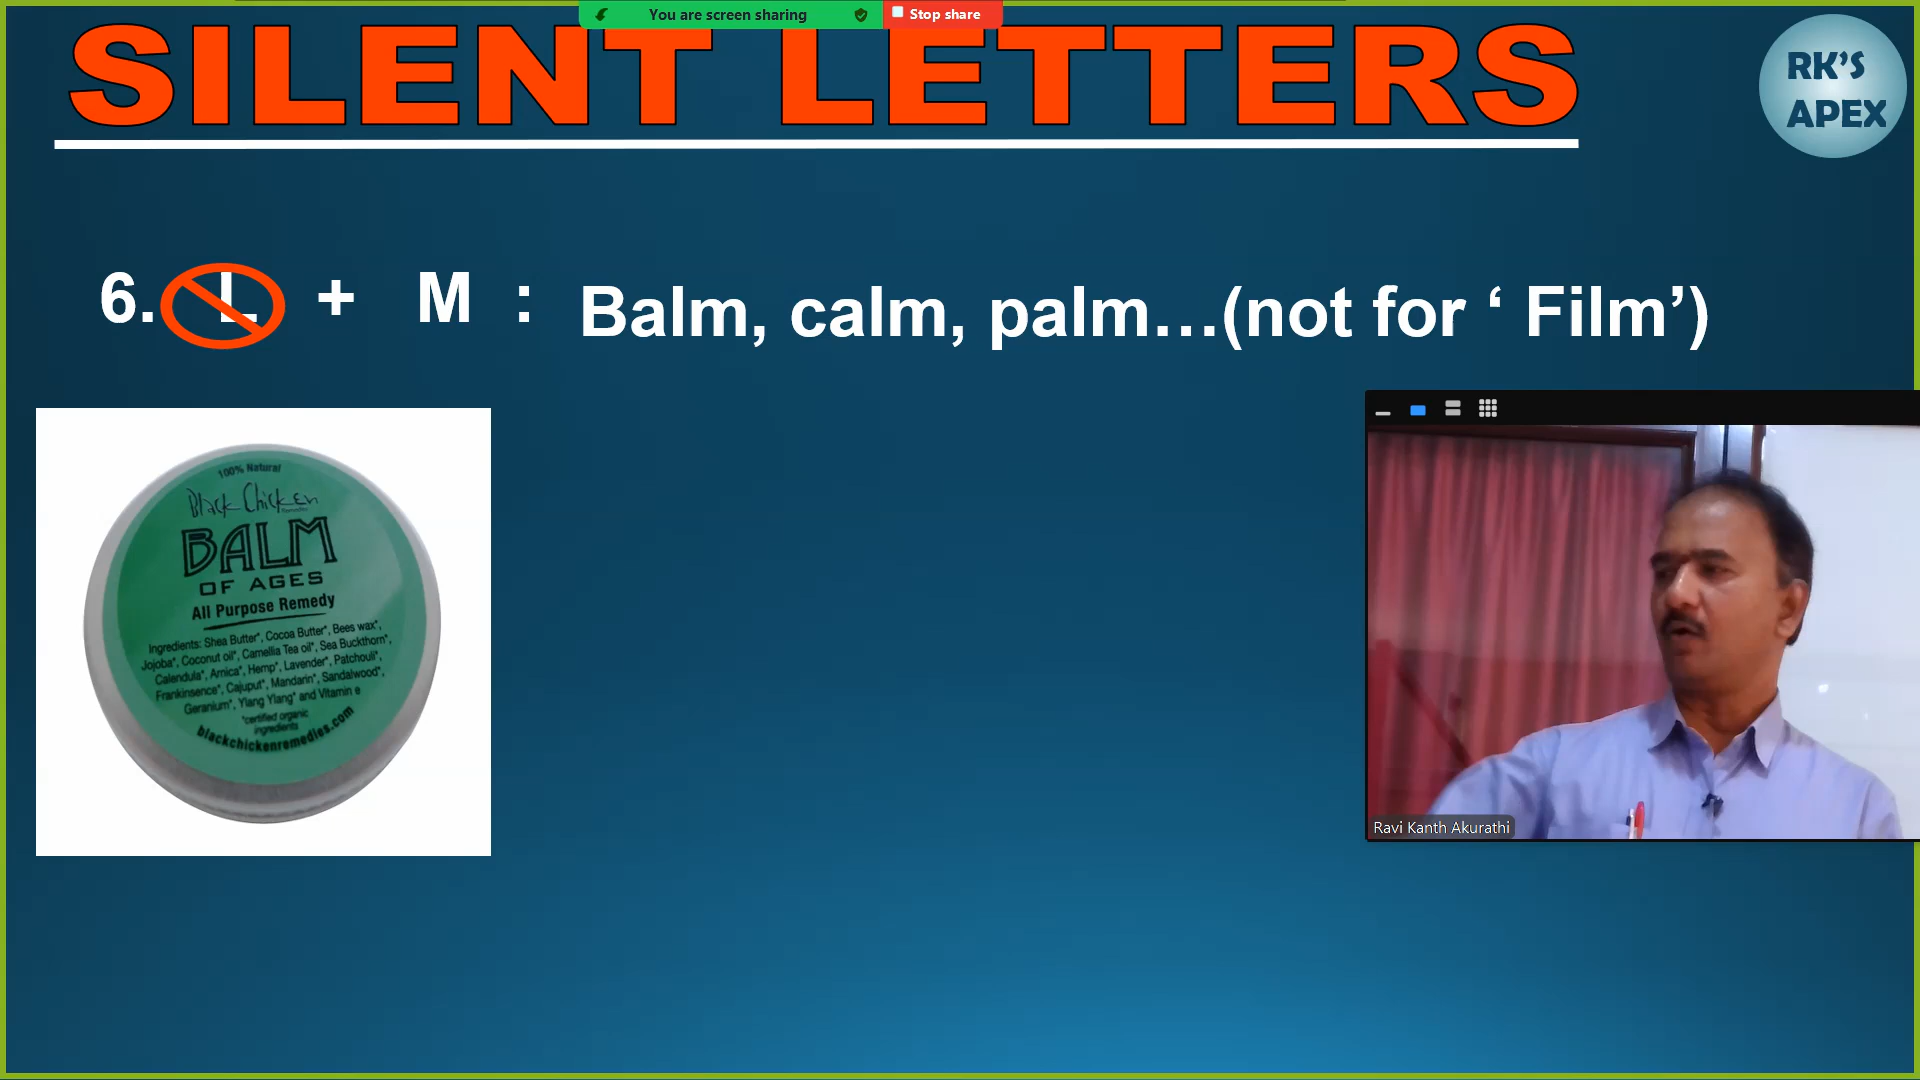 You are screen sharing
Stop share
SILENT LETTERS
RK'S
APEX
6. L + M : Balm, calm, palm...(not for ‘ Film’)
100% Natural
Black Chicken
Remedies
BALM
OF AGES
All Purpose Remedy
Ingredients: Shea Butter*, Cocoa Butter*, Bees wax*,
Jojoba*, Coconut oil*, Camellia Tea oil*, Sea Buckthorn*,
Calendula*, Arnica*, Hemp*, Lavender*, Patchouli*,
Frankinsence*, Cajuput*, Mandarin*, Sandalwood*,
Geranium*, Ylang Ylang* and Vitamin e
*certified organic
ingredients
blackchickenremedies.com
Ravi Kanth Akurathi